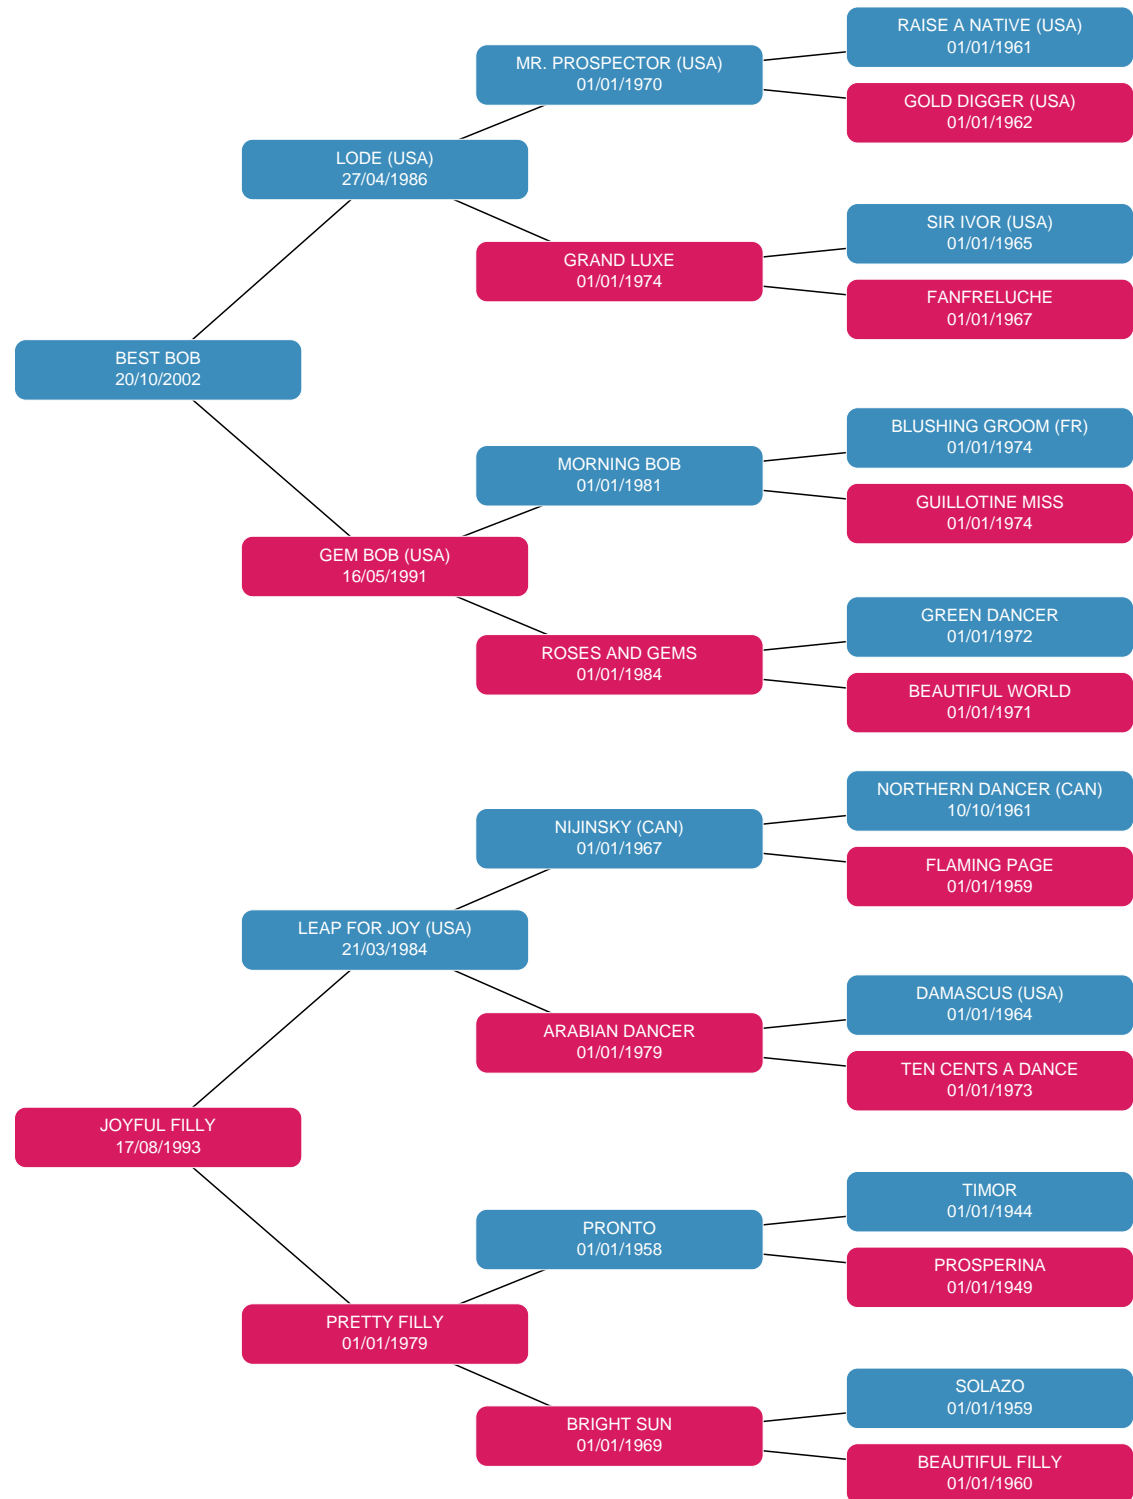 RAISE A NATIVE (USA)
01/01/1961
MR. PROSPECTOR (USA)
01/01/1970
GOLD DIGGER (USA)
01/01/1962
LODE (USA)
27/04/1986
SIR IVOR (USA)
01/01/1965
GRAND LUXE
01/01/1974
FANFRELUCHE
01/01/1967
BEST BOB
20/10/2002
BLUSHING GROOM (FR)
01/01/1974
MORNING BOB
01/01/1981
GUILLOTINE MISS
01/01/1974
GEM BOB (USA)
16/05/1991
GREEN DANCER
01/01/1972
ROSES AND GEMS
01/01/1984
BEAUTIFUL WORLD
01/01/1971
NORTHERN DANCER (CAN)
10/10/1961
NIJINSKY (CAN)
01/01/1967
FLAMING PAGE
01/01/1959
LEAP FOR JOY (USA)
21/03/1984
DAMASCUS (USA)
01/01/1964
ARABIAN DANCER
01/01/1979
TEN CENTS A DANCE
01/01/1973
JOYFUL FILLY
17/08/1993
TIMOR
01/01/1944
PRONTO
01/01/1958
PROSPERINA
01/01/1949
PRETTY FILLY
01/01/1979
SOLAZO
01/01/1959
BRIGHT SUN
01/01/1969
BEAUTIFUL FILLY
01/01/1960